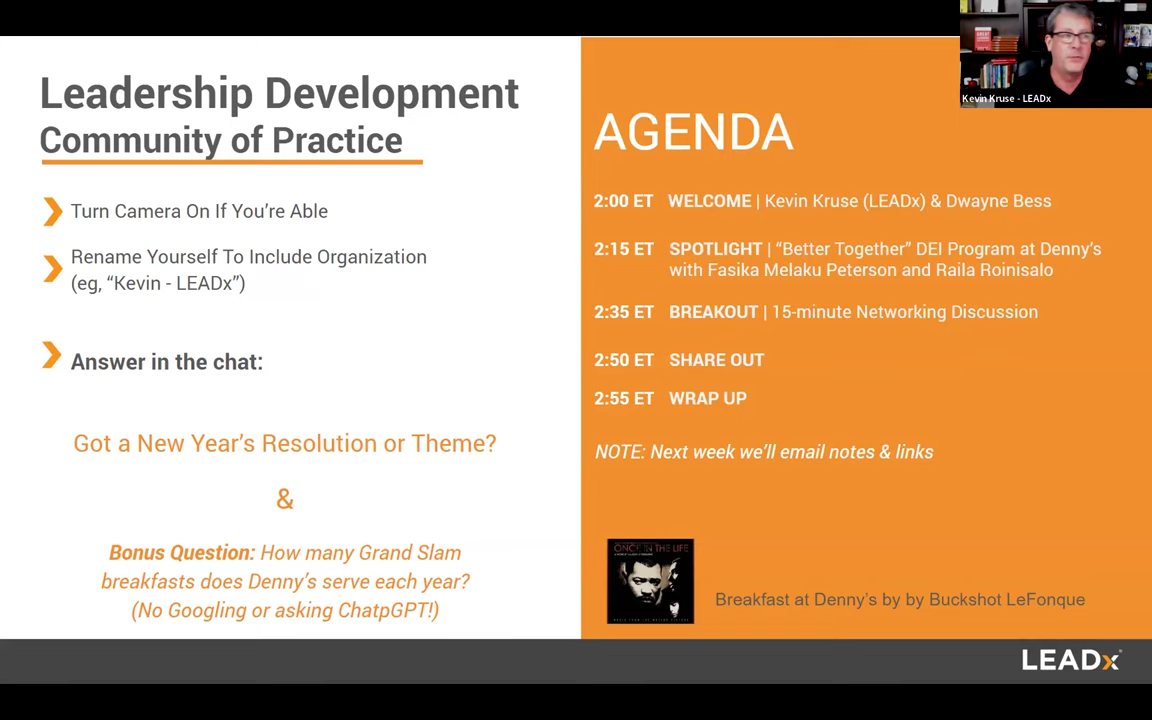 Leadership Development
Community of Practice
Turn Camera On If You're Able
Rename Yourself To Include Organization
(eg, "Kevin - LEADx")
Answer in the chat:
Got a New Year's Resolution or Theme?
&
Bonus Question: How many Grand Slam
breakfasts does Denny's serve each year?
(No Googling or asking ChatpGPT!)
Kevin Kruse - LEADx
AGENDA
2:00 ET WELCOME | Kevin Kruse (LEADx) & Dwayne Bess
2:15 ET SPOTLIGHT | "Better Together" DEI Program at Denny's
with Fasika Melaku Peterson and Raila Roinisalo
2:35 ET BREAKOUT | 15-minute Networking Discussion
2:50 ET SHARE OUT
2:55 ET WRAP UP
NOTE: Next week we'll email notes & links
ONCE IN THE LIFE
Breakfast at Denny's by by Buckshot LeFonque
LEADx